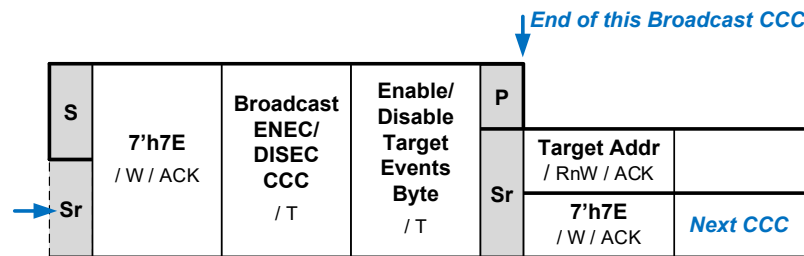 End of this Broadcast CCC
S
Sr
7'h7E
/ W / ACK
Broadcast
ENEC/
DISEC
CCC
/ T
Enable/
Disable
Target
Events
Byte
/ T
P
Sr
Target Addr
/ RnW / ACK
7'h7E
/ W / ACK
Next CCC